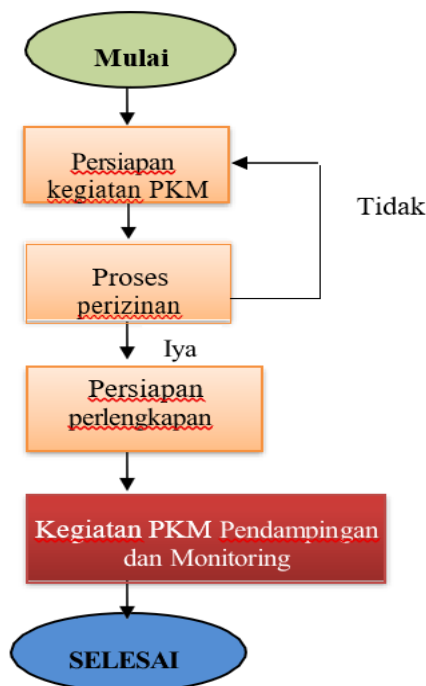 Mulai
Persiapan
kegiatan PKM
Tidak
Proses
perizinan
Iya
Persiapan
perlengkapan
Kegiatan PKM Pendampingan
dan Monitoring
SELESAI